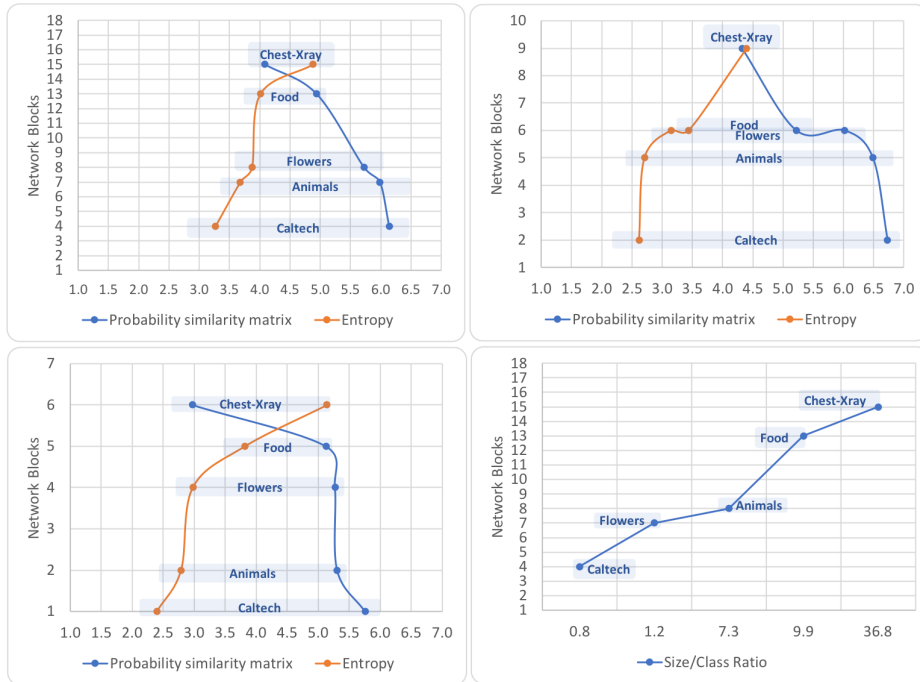 18
17
16
15
14
13
12
11
10
9
8
7
6
5
4
3
2
1
Network Blocks
Chest-Xray
Food
Flowers
Animals
Caltech
1.0 1.5 2.0 2.5 3.0 3.5 4.0 4.5 5.0 5.5 6.0 6.5 7.0
Probability similarity matrix Entropy
10
9
8
7
6
5
4
3
2
1
Network Blocks
Chest-Xray
Food
Flowers
Animals
Caltech
1.0 1.5 2.0 2.5 3.0 3.5 4.0 4.5 5.0 5.5 6.0 6.5 7.0
Probability similarity matrix Entropy
7
6
5
4
3
2
1
Network Blocks
Chest-Xray
Food
Flowers
Animals
Caltech
1.0 1.5 2.0 2.5 3.0 3.5 4.0 4.5 5.0 5.5 6.0 6.5 7.0
Probability similarity matrix Entropy
18
17
16
15
14
13
12
11
10
9
8
7
6
5
4
3
2
1
Network Blocks
Chest-Xray
Food
Animals
Flowers
Caltech
0.8 1.2 7.3 9.9 36.8
Size/Class Ratio